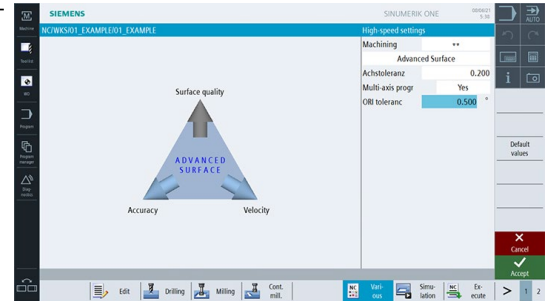 SIEMENS
SINUMERIK ONE
AUTO
NC/WKS/01_EXAMPLE/01_EXAMPLE
High-speed settings
Machining
**
Advanced Surface
Achstoleranz 0.200
Multi-axis progr Yes
ORI toleranc 0.500 °
Surface quality
ADVANCED
SURFACE
Accuracy
Velocity
Machine
Program
Program
manager
Default
values
Cancel
Accept
Edit
Drilling
Milling
Cont.
mill.
NC
Vari-
ous
Simu-
lation
NC
Ex-
ecute
> 1 2